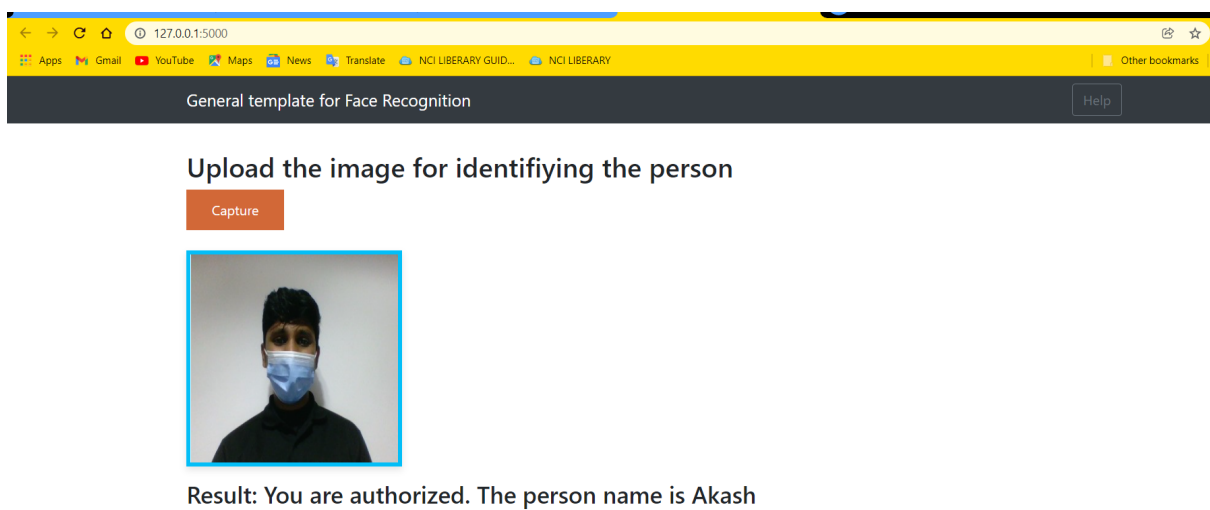 127.0.0.1:5000
Apps Gmail YouTube Maps News Translate NCI LIBERARY GUID... NCI LIBERARY Other bookmarks
General template for Face Recognition Help
Upload the image for identifiying the person
Capture
Result: You are authorized. The person name is Akash